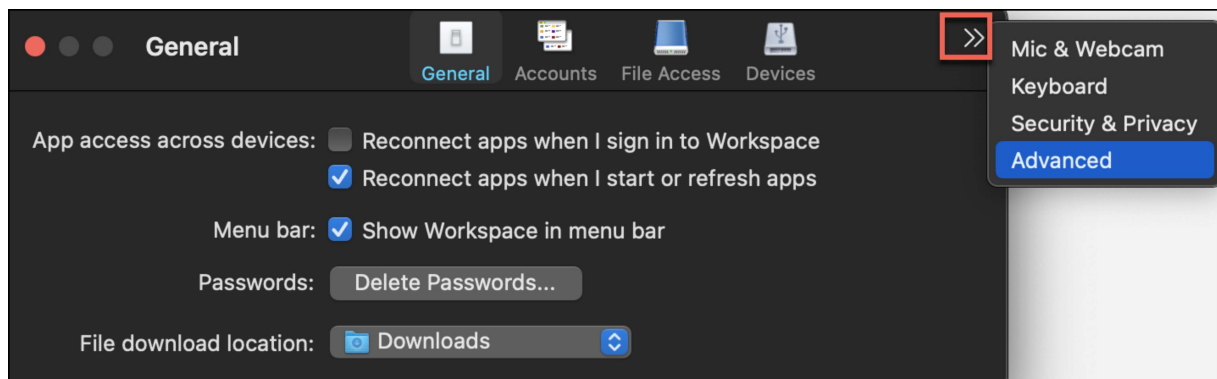 General
General Accounts File Access Devices
Mic & Webcam
Keyboard
Security & Privacy
Advanced
App access across devices: Reconnect apps when I sign in to Workspace
Reconnect apps when I start or refresh apps
Menu bar: Show Workspace in menu bar
Passwords: Delete Passwords...
File download location: Downloads